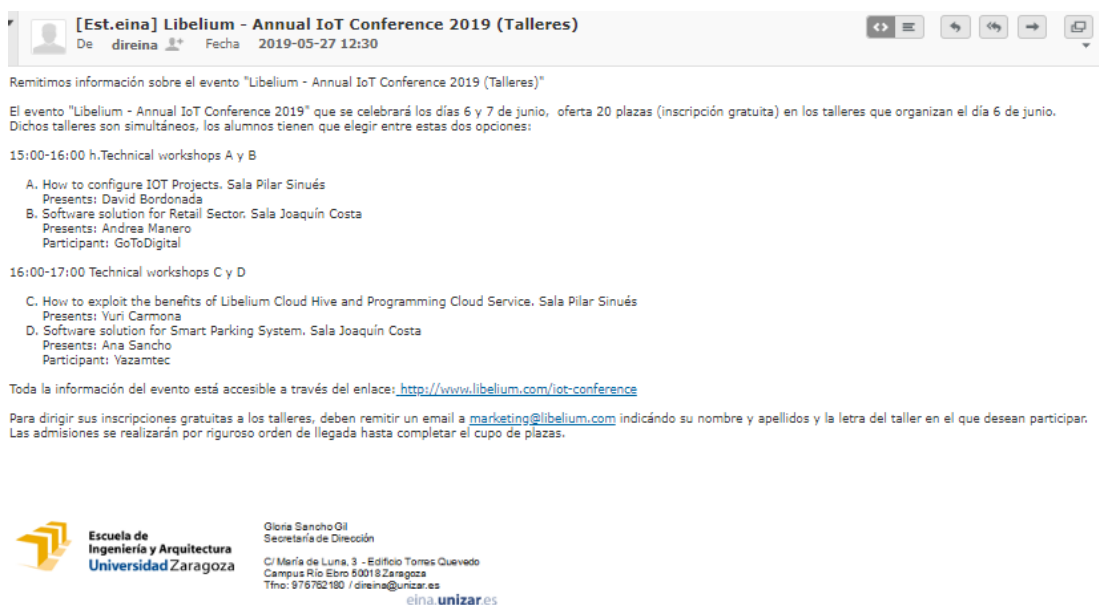 [Est.eina] Libelium - Annual IoT Conference 2019 (Talleres)
De direina Fecha 2019-05-27 12:30
Remitimos información sobre el evento "Libelium - Annual IoT Conference 2019 (Talleres)"
El evento "Libelium - Annual IoT Conference 2019" que se celebrará los días 6 y 7 de junio, oferta 20 plazas (inscripción gratuita) en los talleres que organizan el día 6 de junio.
Dichos talleres son simultáneos, los alumnos tienen que elegir entre estas dos opciones:
15:00-16:00 h.Technical workshops A y B
A. How to configure IOT Projects. Sala Pilar Sinués
Presents: David Bordonada
B. Software solution for Retail Sector. Sala Joaquín Costa
Presents: Andrea Manero
Participant: GoToDigital
16:00-17:00 Technical workshops C y D
C. How to exploit the benefits of Libelium Cloud Hive and Programming Cloud Service. Sala Pilar Sinués
Presents: Yuri Carmona
D. Software solution for Smart Parking System. Sala Joaquín Costa
Presents: Ana Sancho
Participant: Yazamtec
Toda la información del evento está accesible a través del enlace: http://www.libelium.com/iot-conference
Para dirigir sus inscripciones gratuitas a los talleres, deben remitir un email a marketing@libelium.com indicándo su nombre y apellidos y la letra del taller en el que desean participar.
Las admisiones se realizarán por riguroso orden de llegada hasta completar el cupo de plazas.
Escuela de
Ingeniería y Arquitectura
Universidad Zaragoza
Gloria Sancho Gil
Secretaría de Dirección
C/ María de Luna, 3 - Edificio Torres Quevedo
Campus Río Ebro 50018 Zaragoza
Tfno: 976762180 / direina@unizar.es
eina.unizar.es